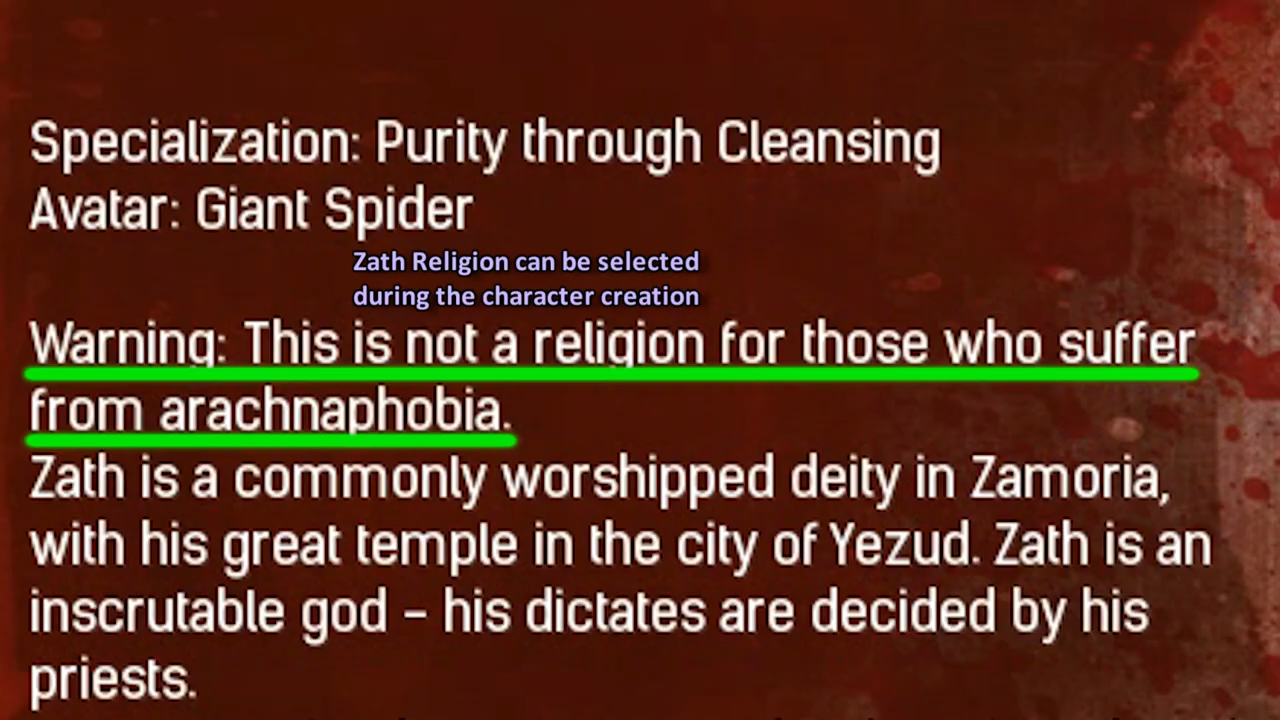 Specialization: Purity through Cleansing
Avatar: Giant Spider
Zath Religion can be selected
during the character creation
Warning: This is not a religion for those who suffer
from arachnaphobia.
Zath is a commonly worshipped deity in Zamoria,
with his great temple in the city of Yezud. Zath is an
inscrutable god – his dictates are decided by his
priests.